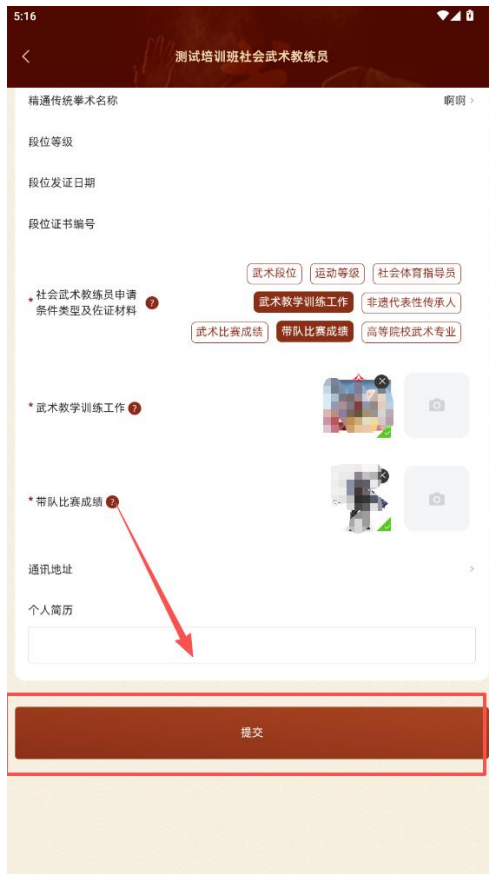 5:16
测试培训班社会武术教练员
精通传统拳术名称 啊啊
段位等级
段位发证日期
段位证书编号
武术段位 运动等级 社会体育指导员
*社会武术教练员申请条件类型及佐证材料 ?
武术教学训练工作 非遗代表性传承人
武术比赛成绩 带队比赛成绩 高等院校武术专业
*武术教学训练工作 ?
*带队比赛成绩 ?
通讯地址
个人简历
提交